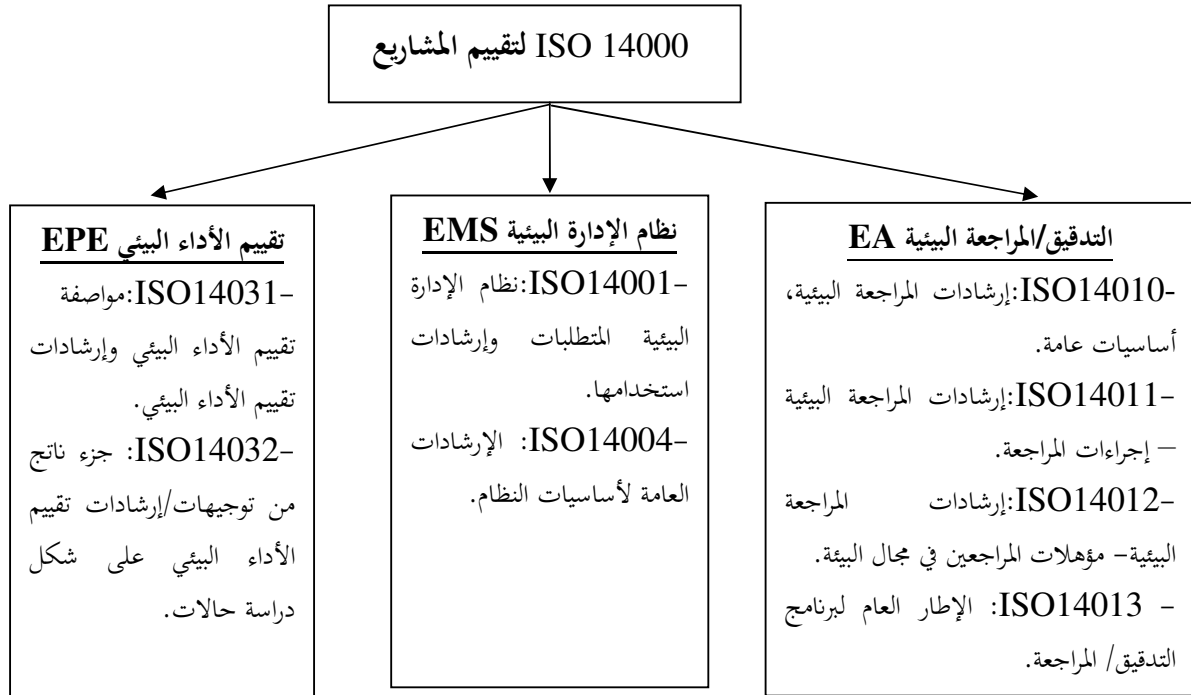 ISO 14000 لتقييم المشاريع
التدقيق/المراجعة البيئية EA
-ISO14010:إرشادات المراجعة البيئية،
أساسيات عامة.
-ISO14011:إرشادات المراجعة البيئية
– إجراءات المراجعة.
-ISO14012:إرشادات المراجعة
البيئية- مؤهلات المراجعين في مجال البيئة.
- ISO14013: الإطار العام لبرنامج
التدقيق/ المراجعة.
نظام الإدارة البيئية EMS
-ISO14001:نظام الإدارة
البيئية المتطلبات وإرشادات
استخدامها.
-ISO14004: الإرشادات
العامة لأساسيات النظام.
تقييم الأداء البيئي EPE
-ISO14031:مواصفة
تقييم الأداء البيئي وإرشادات
تقييم الأداء البيئي.
-ISO14032: جزء ناتج
من توجيهات/إرشادات تقييم
الأداء البيئي على شكل
دراسة حالات.